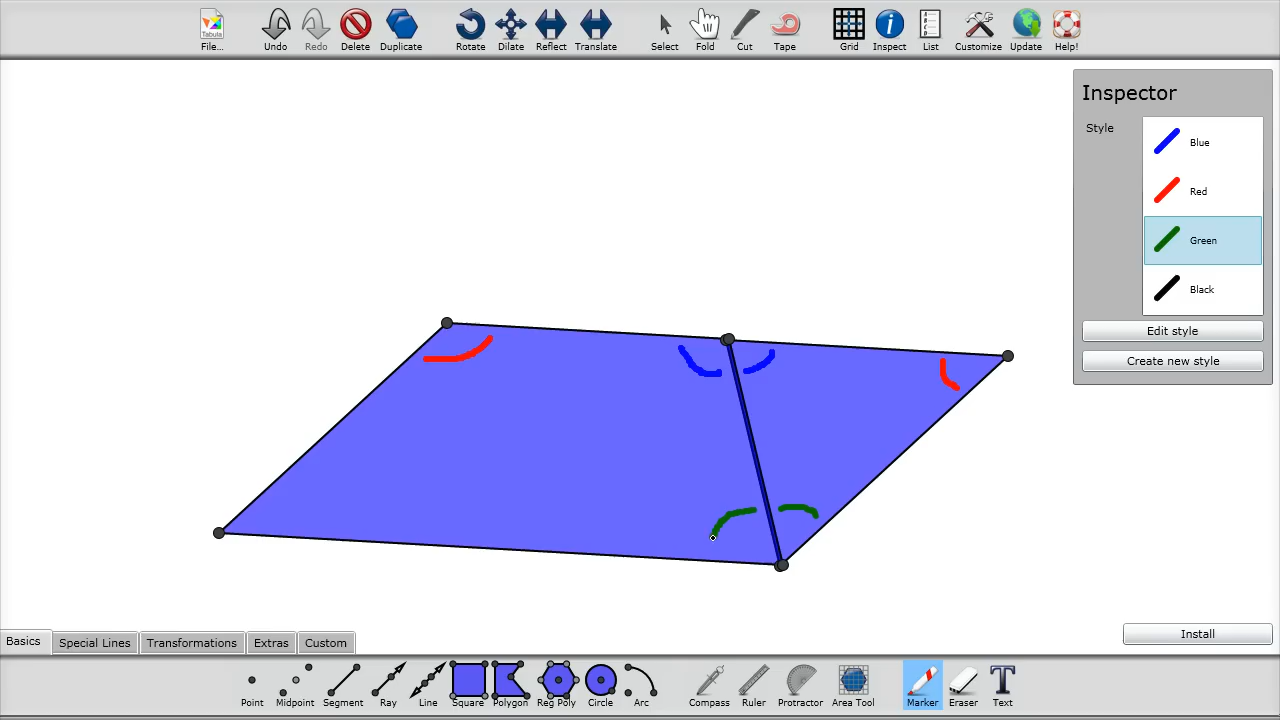 Tabula
File... Undo Redo Delete Duplicate Rotate Dilate Reflect Translate Select Fold Cut Tape Grid Inspect List Customize Update Help!
Inspector
Style
Blue
Red
Green
Black
Edit style
Create new style
Install
Basics Special Lines Transformations Extras Custom
Point Midpoint Segment Ray Line Square Polygon Reg Poly Circle Arc Compass Ruler Protractor Area Tool Marker Eraser Text